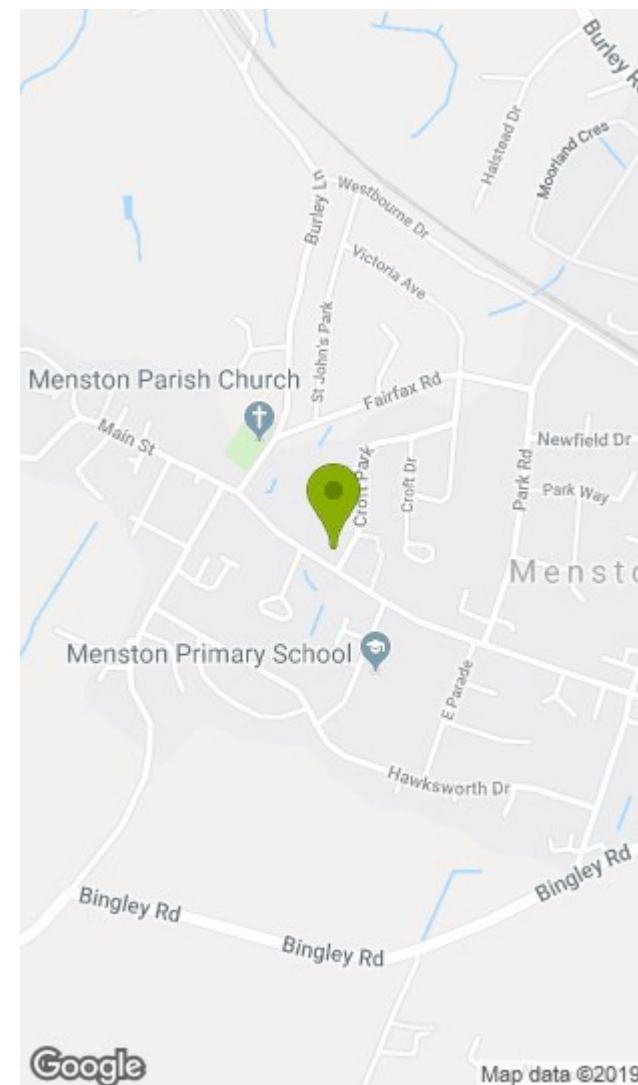 Burley Rd
Halstead Dr
Moorland Cres
Burley Ln
Westbourne Dr
Victoria Ave
St John's Park
Menston Parish Church
Fairfax Rd
Main St
Croft Park
Croft Dr
Newfield Dr
Park Rd
Park Way
Mensto
Menston Primary School
E Parade
Hawksworth Dr
Bingley Rd
Bingley Rd
Bingley Rd
Google
Map data ©2019